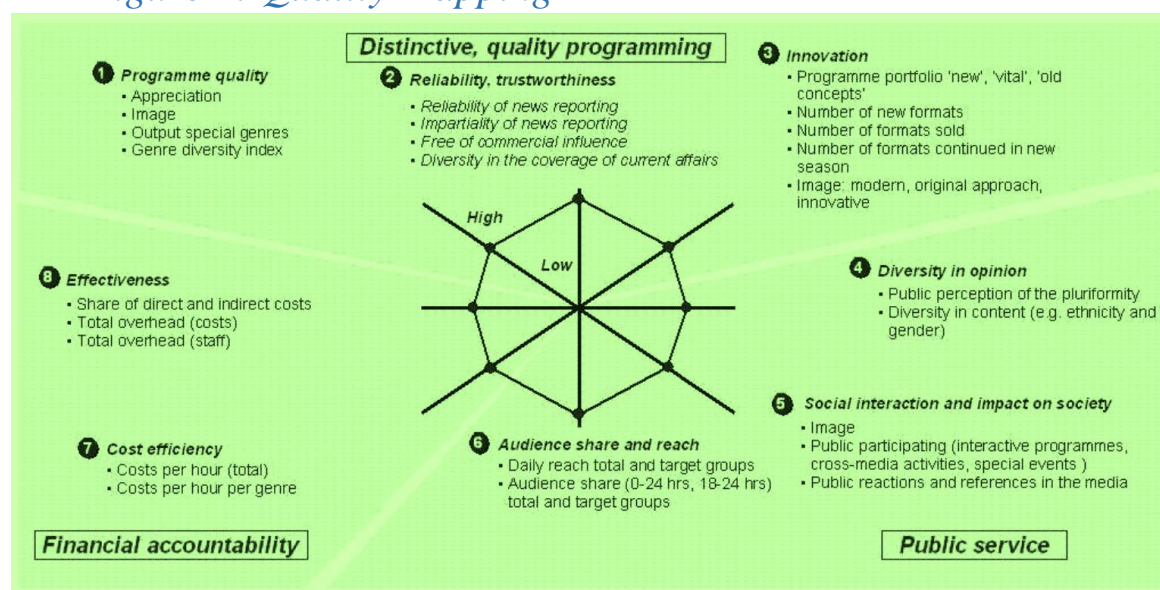 Distinctive, quality programming
1 Programme quality
• Appreciation
• Image
• Output special genres
• Genre diversity index
2 Reliability, trustworthiness
• Reliability of news reporting
• Impartiality of news reporting
• Free of commercial influence
• Diversity in the coverage of current affairs
3 Innovation
• Programme portfolio 'new', 'vital', 'old
concepts'
• Number of new formats
• Number of formats sold
• Number of formats continued in new
season
• Image: modern, original approach,
innovative
High
Low
4 Diversity in opinion
• Public perception of the pluriformity
• Diversity in content (e.g. ethnicity and
gender)
5 Social interaction and impact on society
• Image
• Public participating (interactive programmes,
cross-media activities, special events )
• Public reactions and references in the media
6 Audience share and reach
• Daily reach total and target groups
• Audience share (0-24 hrs, 18-24 hrs)
total and target groups
7 Cost efficiency
• Costs per hour (total)
• Costs per hour per genre
8 Effectiveness
• Share of direct and indirect costs
• Total overhead (costs)
• Total overhead (staff)
Financial accountability
Public service